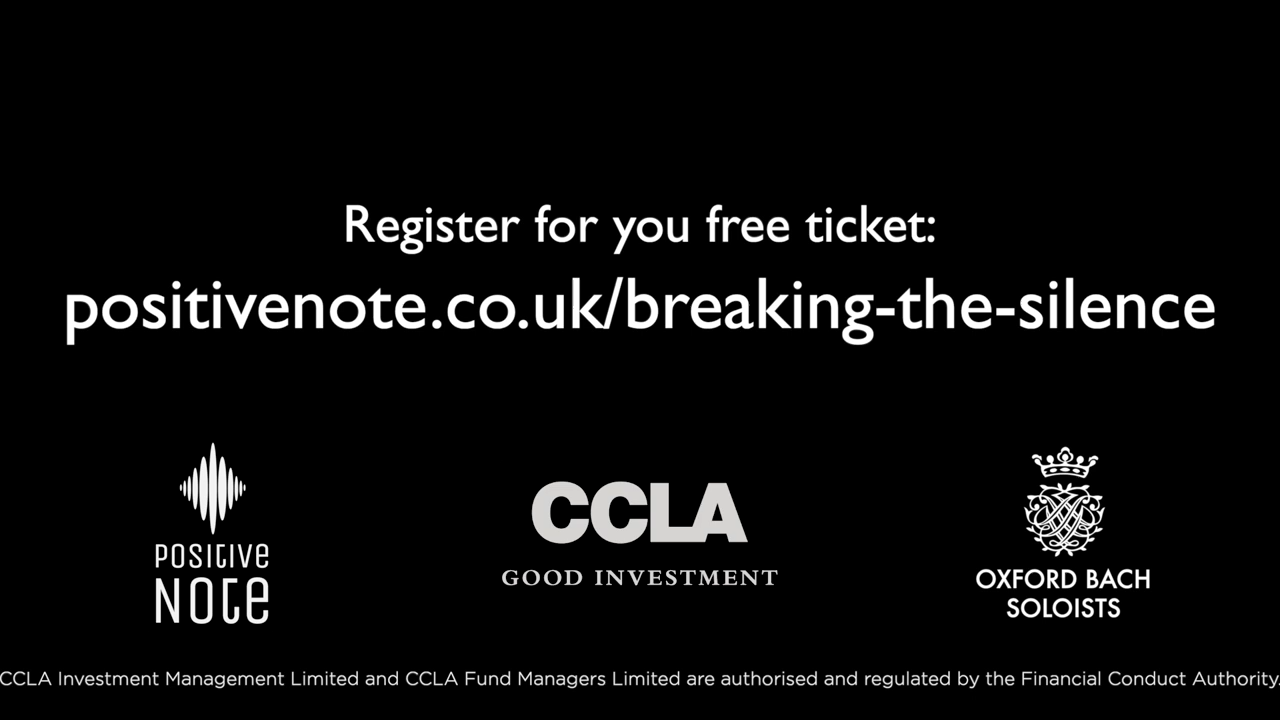 Register for you free ticket:
positivenote.co.uk/breaking-the-silence
POSITIVE
NOTE
CCLA
GOOD INVESTMENT
OXFORD BACH
SOLOISTS
CCLA Investment Management Limited and CCLA Fund Managers Limited are authorised and regulated by the Financial Conduct Authority.